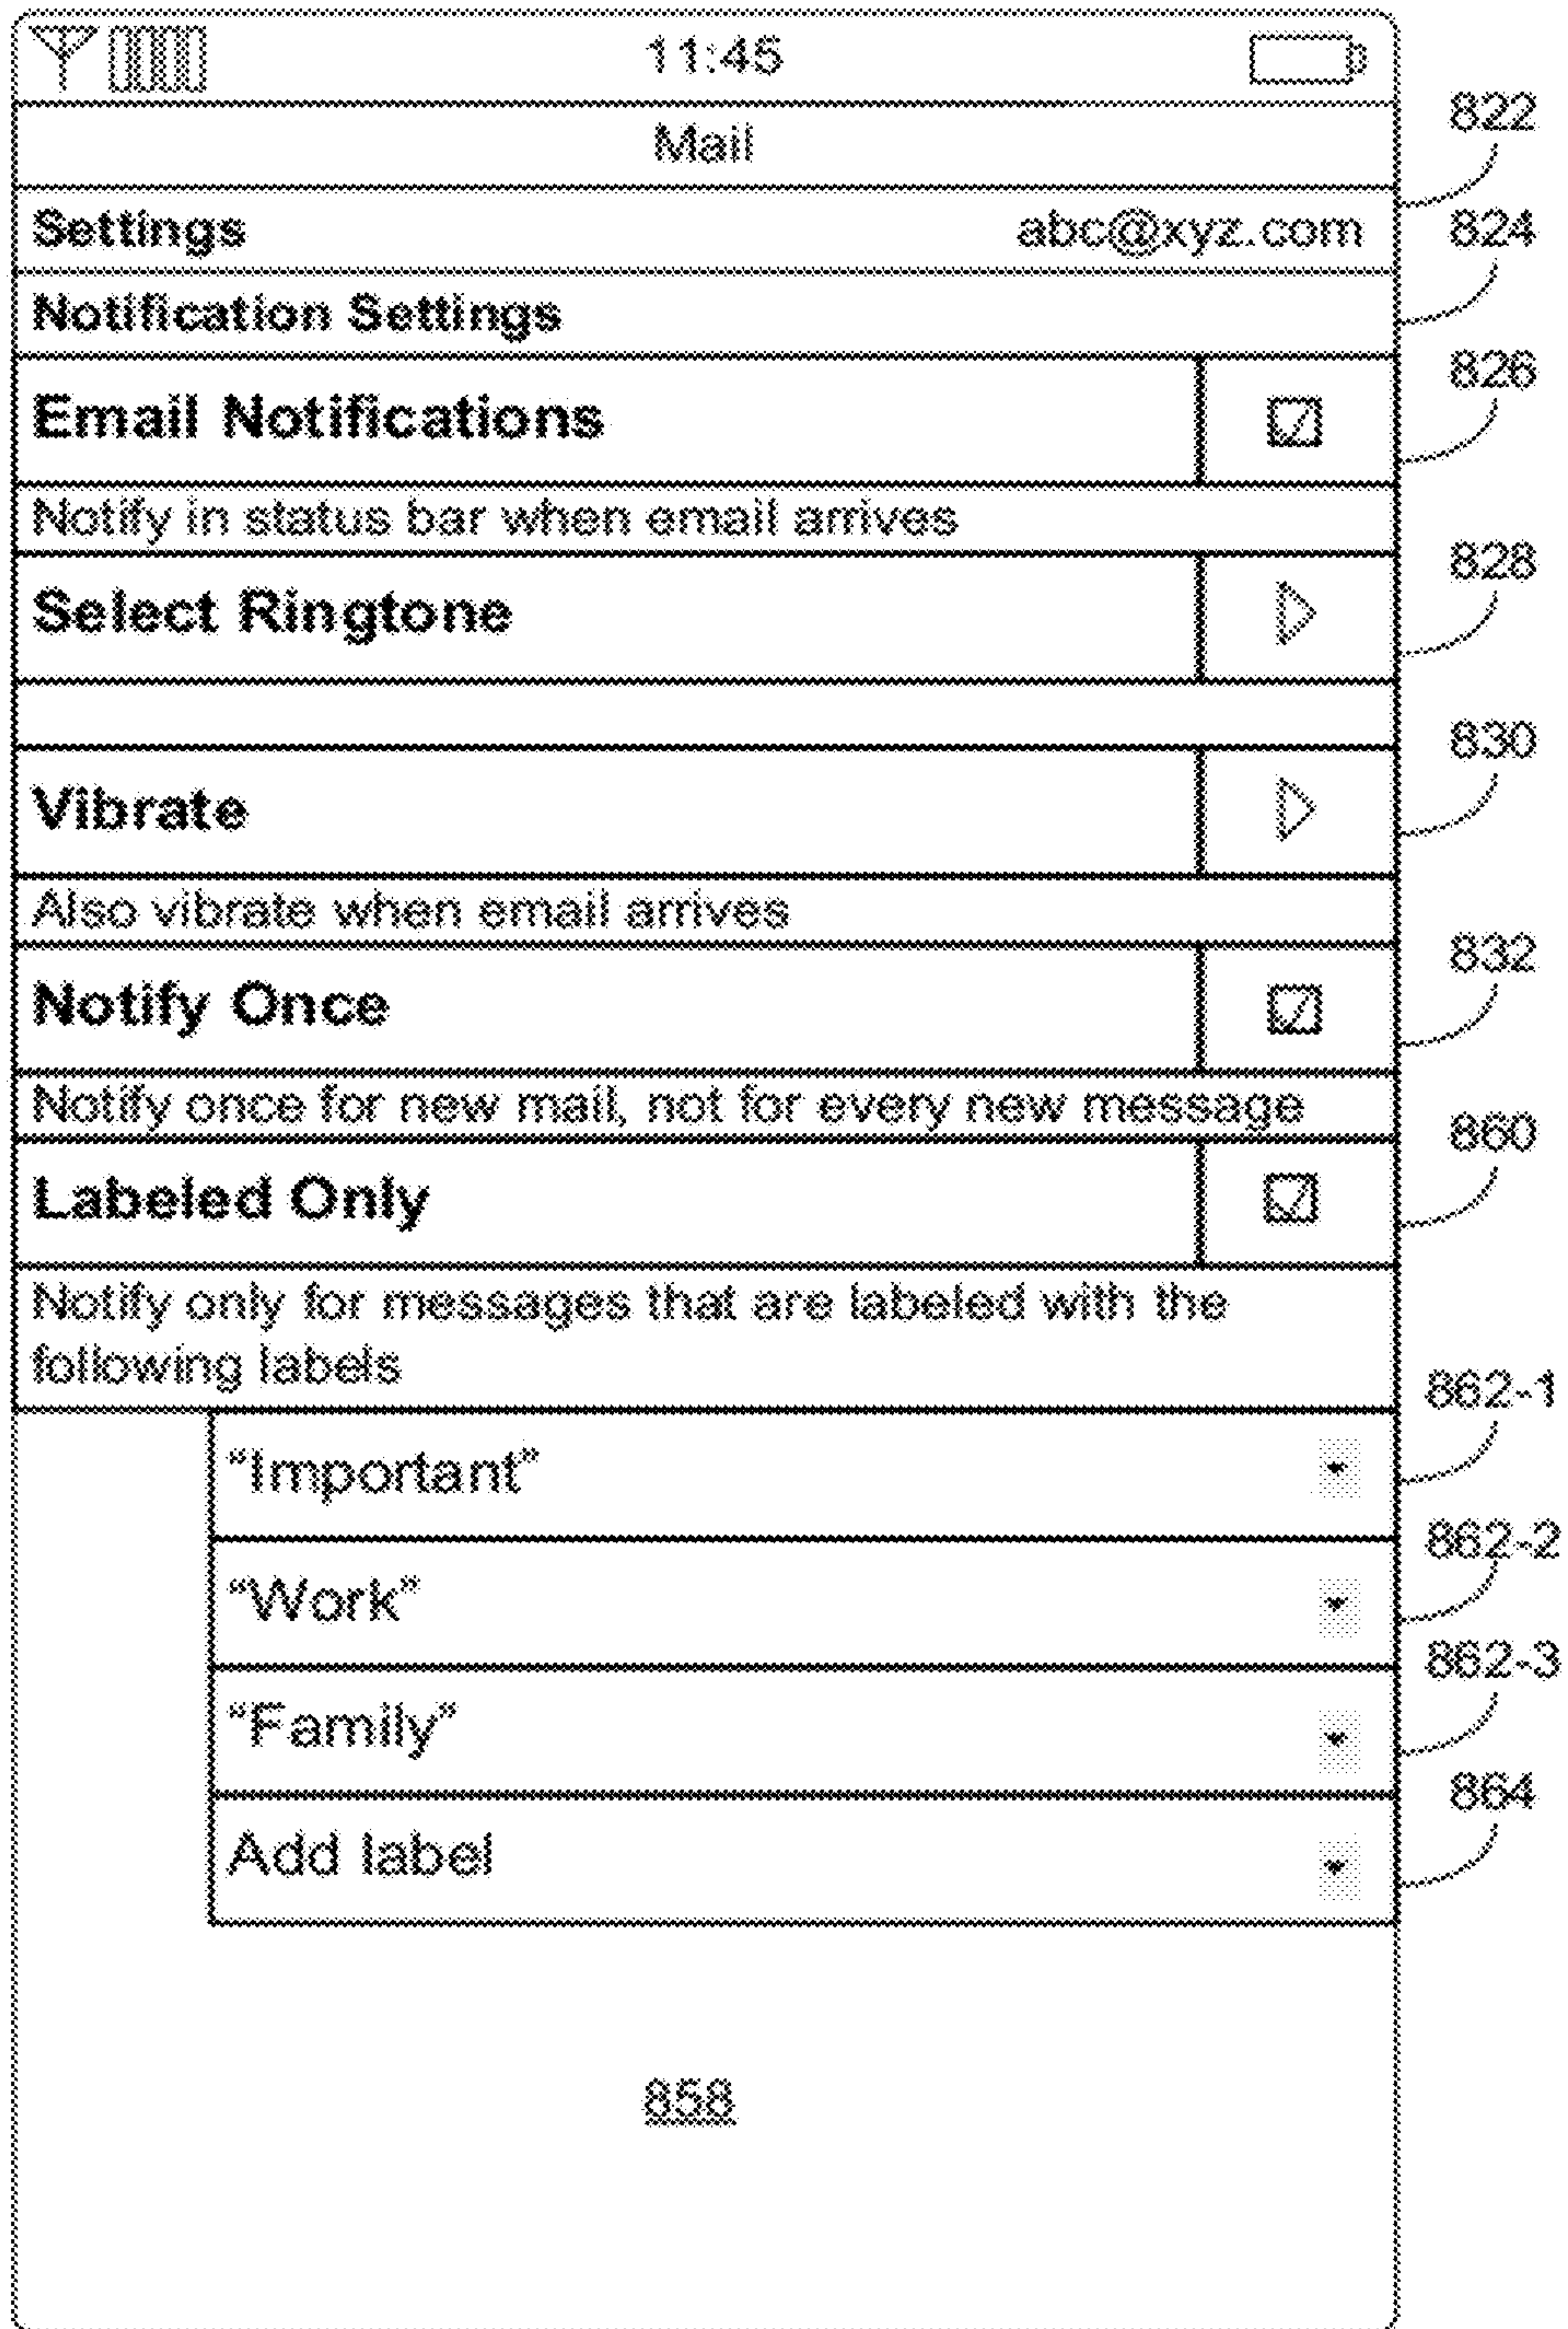 11:45
Mail
822
Settings abc@xyz.com
824
Notification Settings
826
Email Notifications
Notify in status bar when email arrives
828
Select Ringtone
830
Vibrate
Also vibrate when email arrives
832
Notify Once
Notify once for new mail, not for every new message
860
Labeled Only
Notify only for messages that are labeled with the
following labels
862-1
“Important”
862-2
“Work”
862-3
“Family”
864
Add label
858